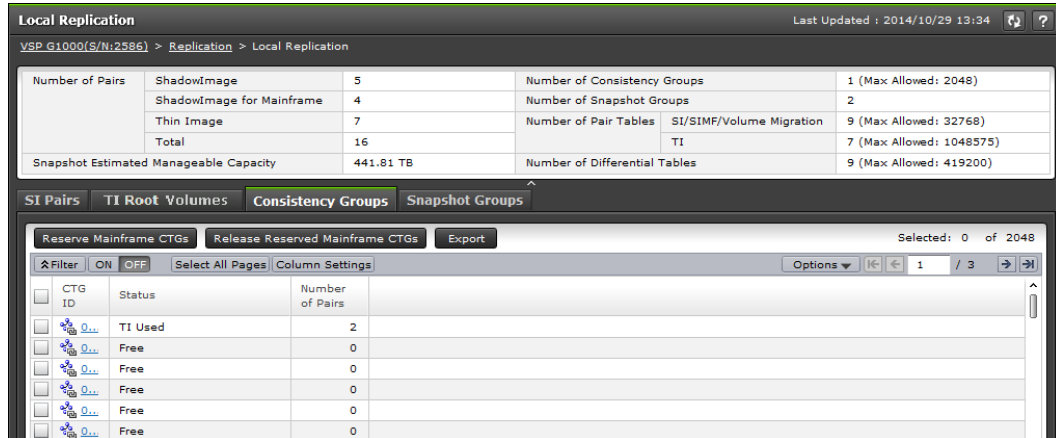 Local Replication Last Updated : 2014/10/29 13:34 ?
VSP G1000(S/N:2586) > Replication > Local Replication
Number of Pairs ShadowImage 5 Number of Consistency Groups 1 (Max Allowed: 2048)
ShadowImage for Mainframe 4 Number of Snapshot Groups 2
Thin Image 7 Number of Pair Tables SI/SIMF/Volume Migration 9 (Max Allowed: 32768)
Total 16 TI 7 (Max Allowed: 1048575)
Snapshot Estimated Manageable Capacity 441.81 TB Number of Differential Tables 9 (Max Allowed: 419200)
SI Pairs TI Root Volumes Consistency Groups Snapshot Groups
Reserve Mainframe CTGs Release Reserved Mainframe CTGs Export Selected: 0 of 2048
Filter ON OFF Select All Pages Column Settings Options 1 / 3
CTG ID Status Number of Pairs
0... TI Used 2
0... Free 0
0... Free 0
0... Free 0
0... Free 0
0... Free 0